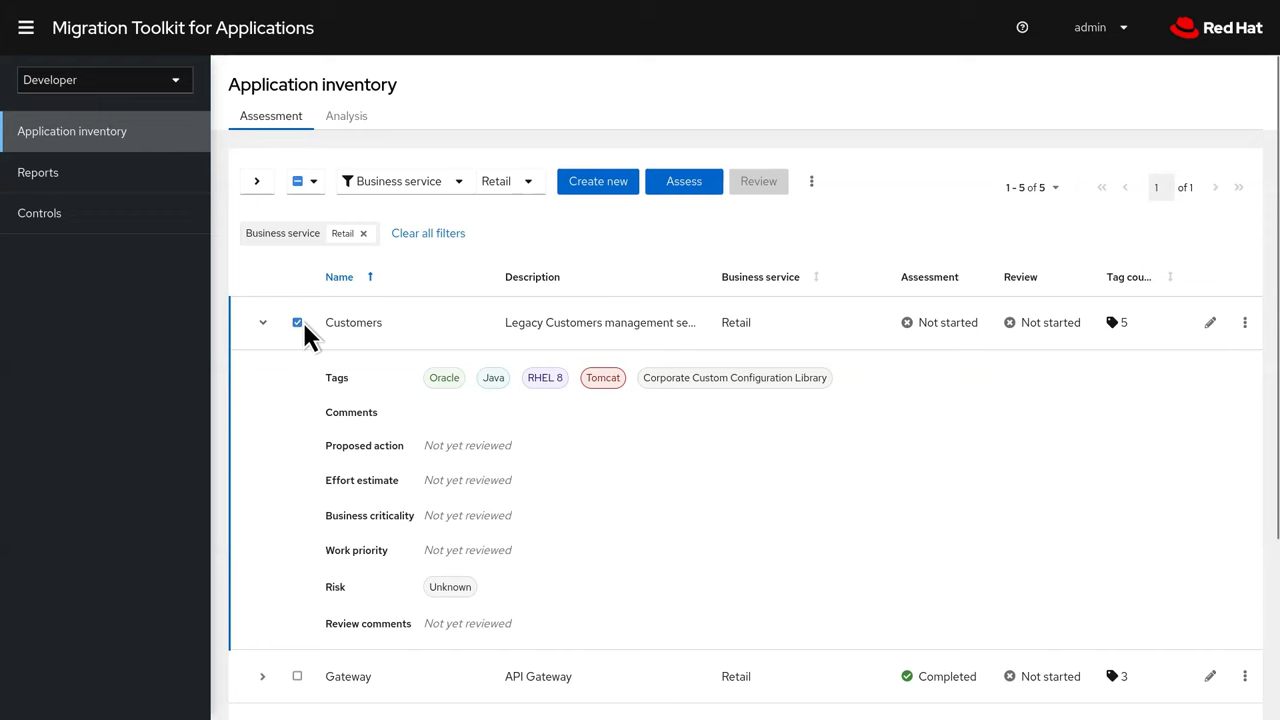 Migration Toolkit for Applications
admin
Red Hat
Developer
Application inventory
Reports
Controls
Application inventory
Assessment Analysis
Business service Retail Create new Assess Review 1 - 5 of 5 1 of 1
Business service Retail Clear all filters
Name Description Business service Assessment Review Tag cou...
Customers Legacy Customers management se... Retail Not started Not started 5
Tags Oracle Java RHEL 8 Tomcat Corporate Custom Configuration Library
Comments
Proposed action Not yet reviewed
Effort estimate Not yet reviewed
Business criticality Not yet reviewed
Work priority Not yet reviewed
Risk Unknown
Review comments Not yet reviewed
Gateway API Gateway Retail Completed Not started 3